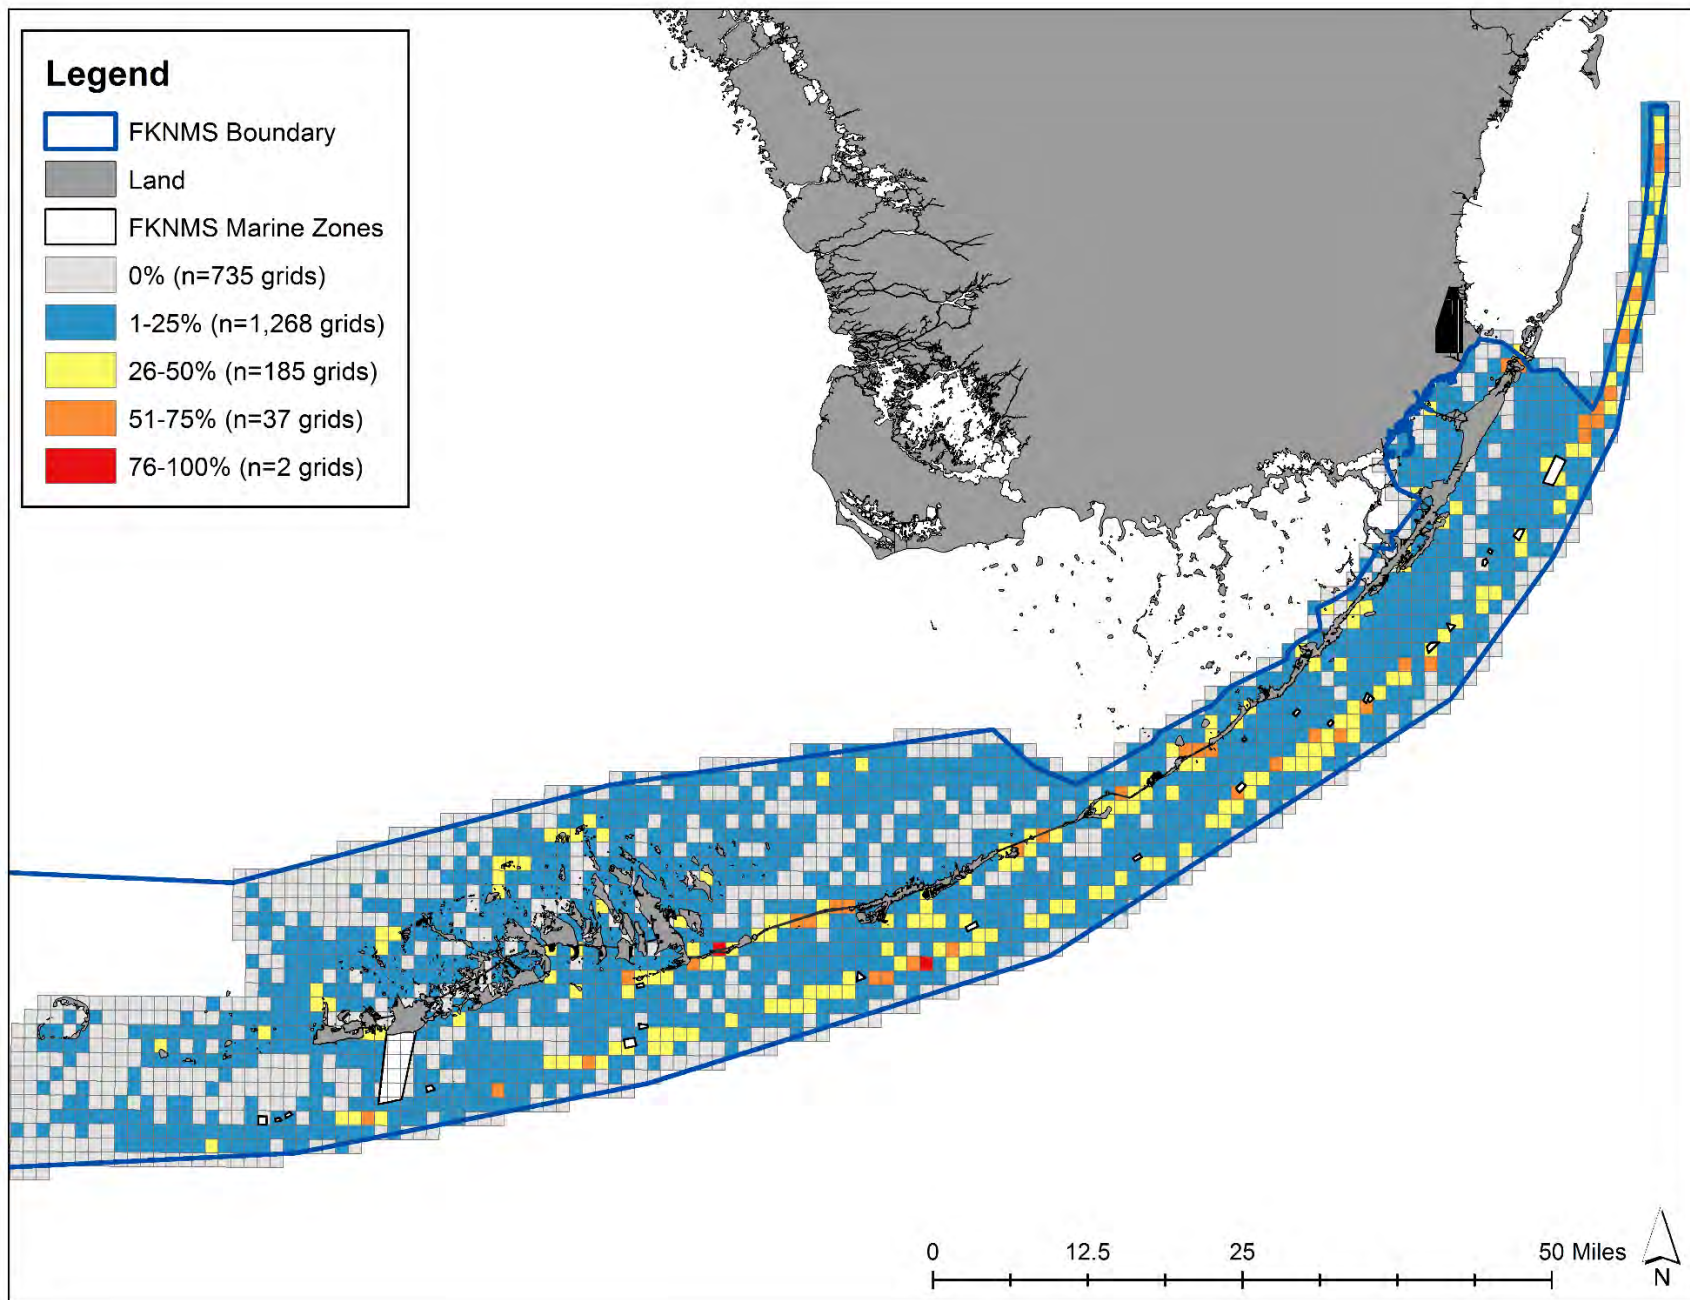 Legend
FKNMS Boundary
Land
FKNMS Marine Zones
0% (n=735 grids)
1-25% (n=1,268 grids)
26-50% (n=185 grids)
51-75% (n=37 grids)
76-100% (n=2 grids)
0 12.5 25 50 Miles
N